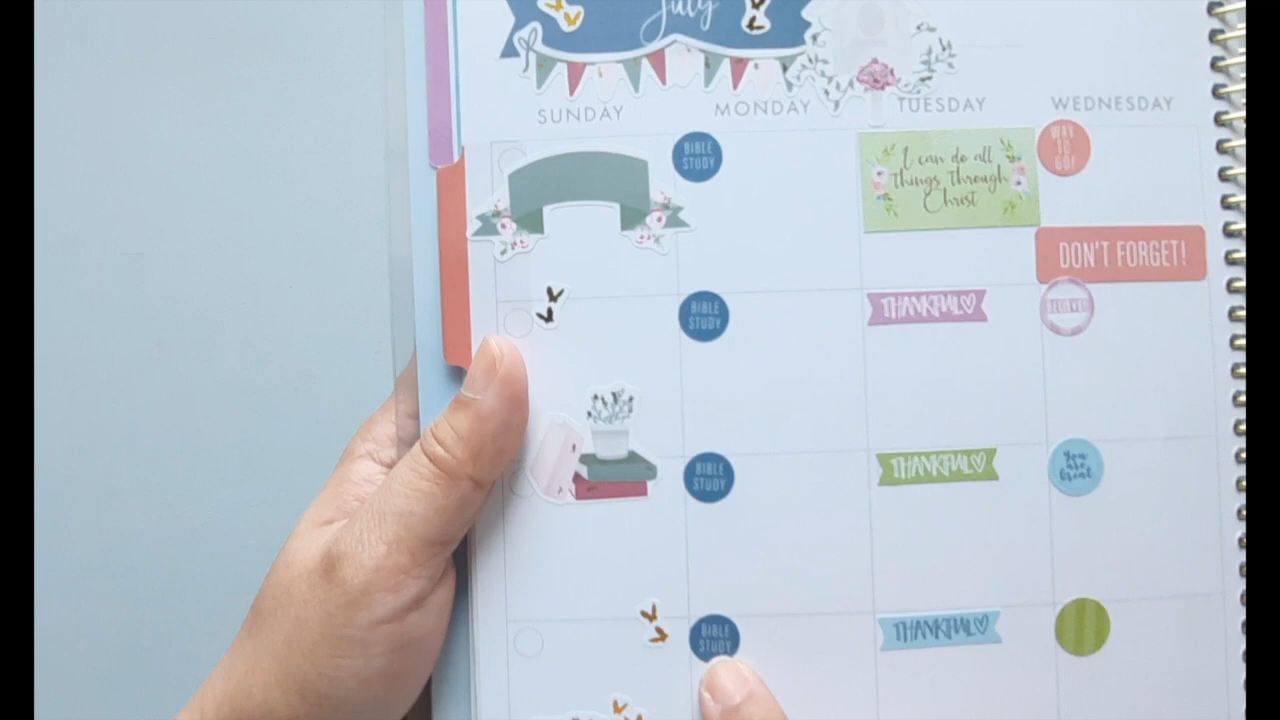 July
SUNDAY
MONDAY
TUESDAY
WEDNESDAY
BIBLE
STUDY
I can do all
Things Through
Christ
WAY
TO
GO!
DON'T FORGET!
BIBLE
STUDY
THANKFUL
BIBLE
STUDY
THANKFUL
You
are
great
BIBLE
STUDY
THANKFUL